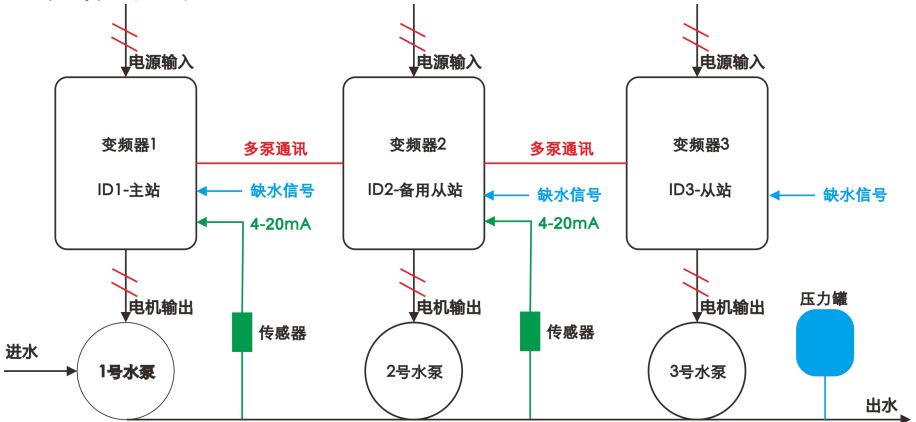 电源输入
电源输入
电源输入
变频器1
ID1-主站
多泵通讯
缺水信号
4-20mA
变频器2
ID2-备用从站
多泵通讯
缺水信号
4-20mA
变频器3
ID3-从站
缺水信号
电机输出
电机输出
电机输出
传感器
传感器
压力罐
进水
1号水泵
2号水泵
3号水泵
出水